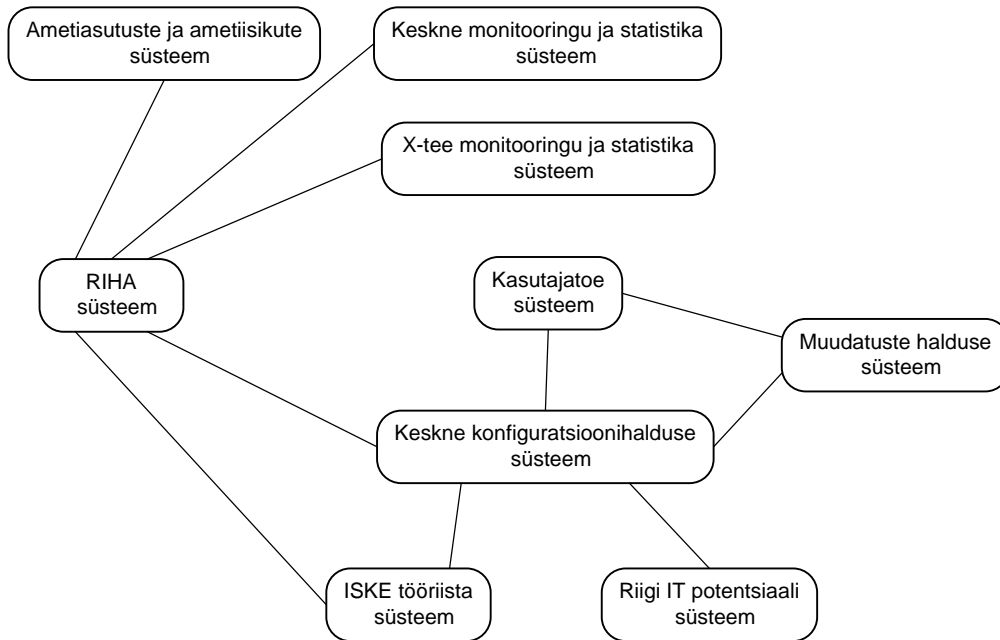 Ametiasutuste ja ametiisikute
süsteem
Keskne monitooringu ja statistika
süsteem
X-tee monitooringu ja statistika
süsteem
RIHA
süsteem
Kasutajatoe
süsteem
Muudatuste halduse
süsteem
Keskne konfiguratsioonihalduse
süsteem
ISKE tööriista
süsteem
Riigi IT potentsiaali
süsteem